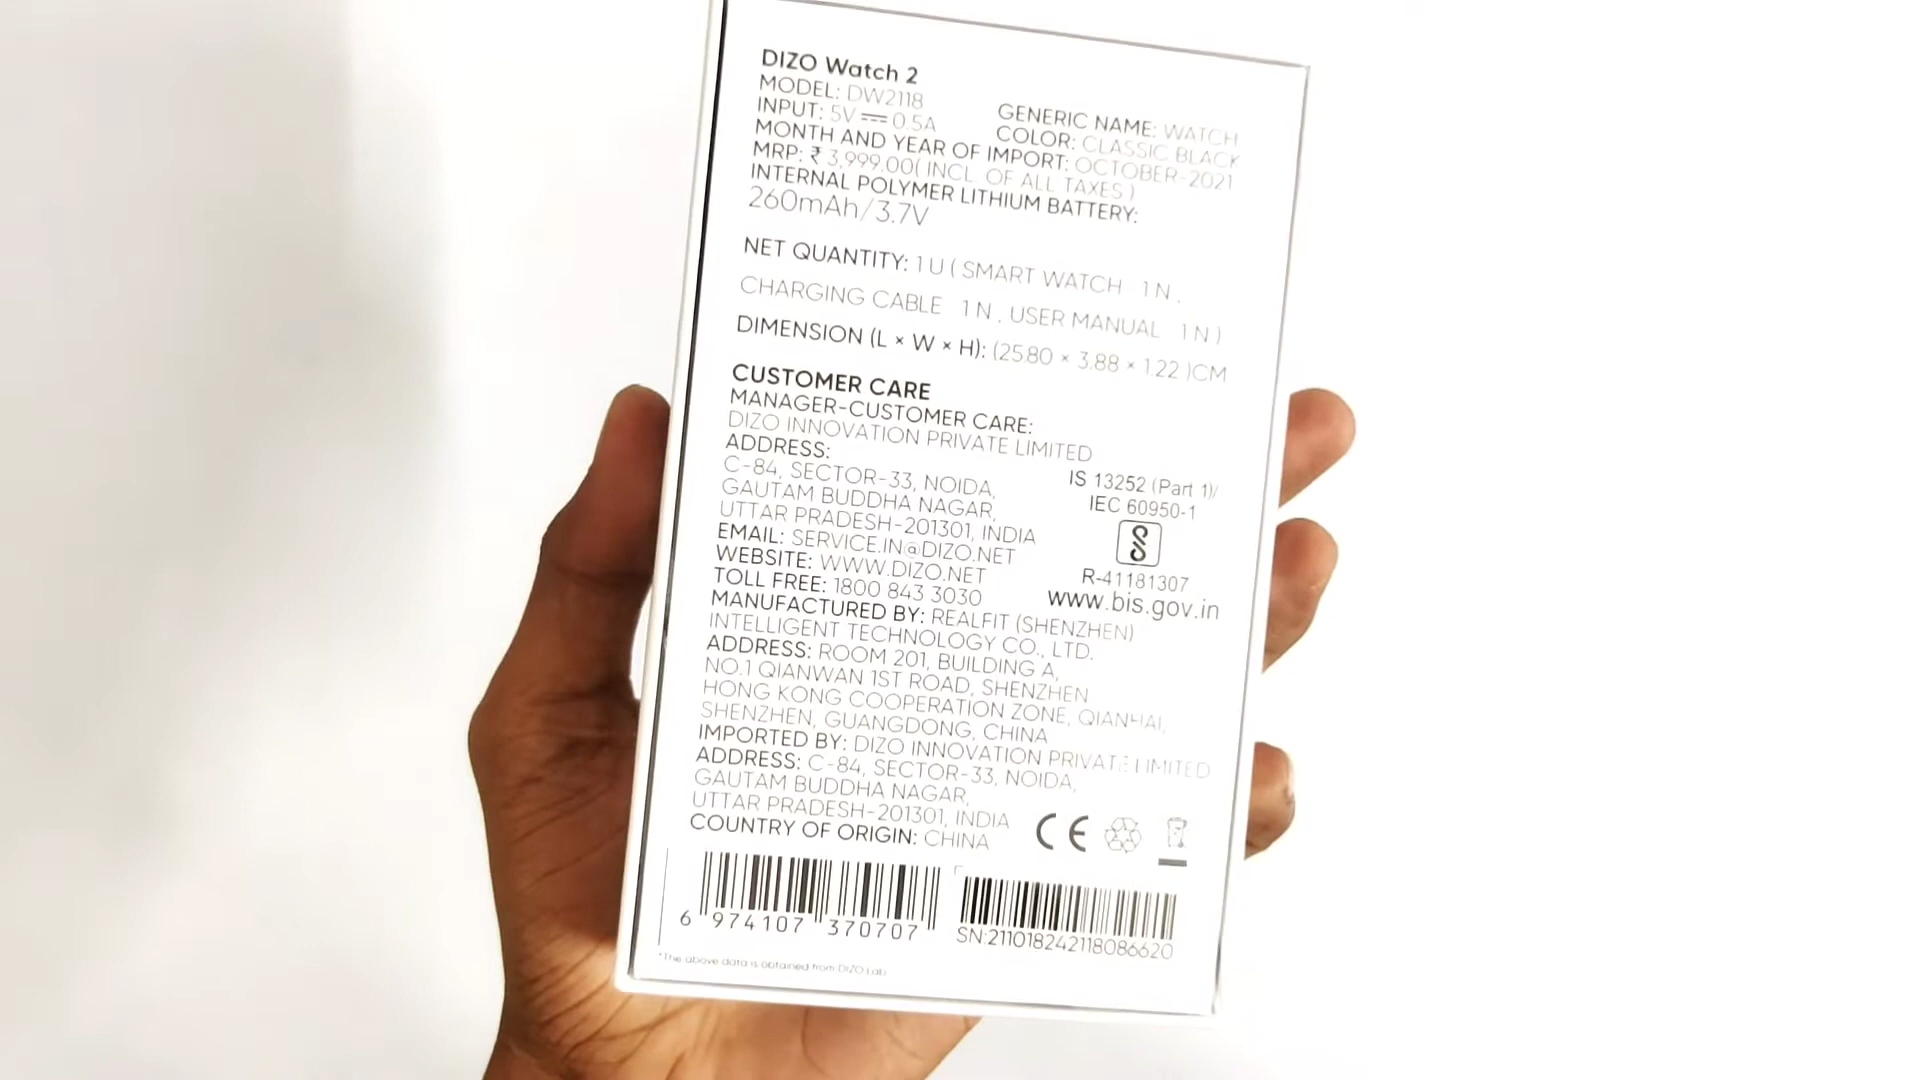 DIZO Watch 2
MODEL: DW2118
INPUT: 5V ⎓ 0.5A
GENERIC NAME: WATCH
COLOR: CLASSIC BLACK
MONTH AND YEAR OF IMPORT: OCTOBER-2021
MRP: ₹ 3,999.00( INCL. OF ALL TAXES )
INTERNAL POLYMER LITHIUM BATTERY:
260mAh/3.7V
NET QUANTITY: 1 U ( SMART WATCH 1 N ,
CHARGING CABLE 1 N , USER MANUAL 1 N )
DIMENSION (L × W × H): (25.80 × 3.88 × 1.22 )CM
CUSTOMER CARE
MANAGER-CUSTOMER CARE:
DIZO INNOVATION PRIVATE LIMITED
ADDRESS:
C-84, SECTOR-33, NOIDA,
GAUTAM BUDDHA NAGAR,
UTTAR PRADESH-201301, INDIA
EMAIL: SERVICE.IN@DIZO.NET
WEBSITE: WWW.DIZO.NET
TOLL FREE: 1800 843 3030
IS 13252 (Part 1)/
IEC 60950-1
R-41181307
www.bis.gov.in
MANUFACTURED BY: REALFIT (SHENZHEN)
INTELLIGENT TECHNOLOGY CO., LTD.
ADDRESS: ROOM 201, BUILDING A,
NO.1 QIANWAN 1ST ROAD, SHENZHEN
HONG KONG COOPERATION ZONE, QIANHAI,
SHENZHEN, GUANGDONG, CHINA
IMPORTED BY: DIZO INNOVATION PRIVATE LIMITED
ADDRESS: C-84, SECTOR-33, NOIDA,
GAUTAM BUDDHA NAGAR,
UTTAR PRADESH-201301, INDIA
COUNTRY OF ORIGIN: CHINA
CE
6 974107 370707
SN:211018242118086620
*The above data is obtained from DIZO Lab